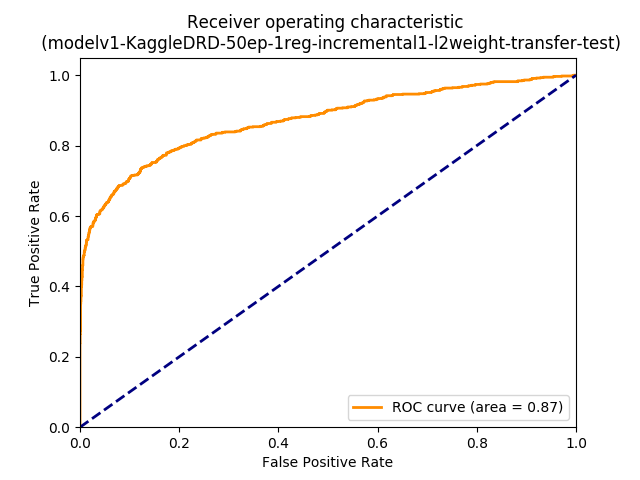 Receiver operating characteristic
(modelv1-KaggleDRD-50ep-1reg-incremental1-l2weight-transfer-test)
1.0
0.8
0.6
0.4
0.2
0.0
True Positive Rate
ROC curve (area = 0.87)
0.0 0.2 0.4 0.6 0.8 1.0
False Positive Rate